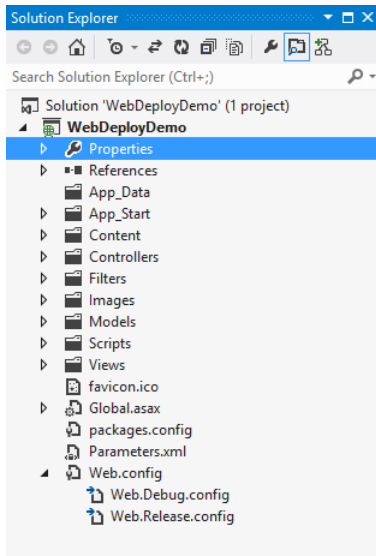 Solution Explorer
Search Solution Explorer (Ctrl+;)
Solution 'WebDeployDemo' (1 project)
WebDeployDemo
Properties
References
App_Data
App_Start
Content
Controllers
Filters
Images
Models
Scripts
Views
favicon.ico
Global.asax
packages.config
Parameters.xml
Web.config
Web.Debug.config
Web.Release.config